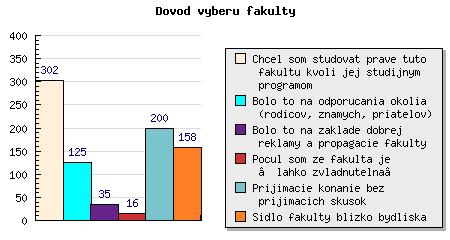 Dovod vyberu fakulty
400
350
300
250
200
150
100
50
0
302
125
35
16
200
158
Chcel som studovat prave tuto
fakultu kvoli jej studijnym
programom
Bolo to na odporucania okolia
(rodicov, znamych, priatelov)
Bolo to na zaklade dobrej
reklamy a propagacie fakulty
Pocul som ze fakulta je
â lahko zvladnutelnaâ
Prijimacie konanie bez
prijimacich skusok
Sidlo fakulty blizko bydliska